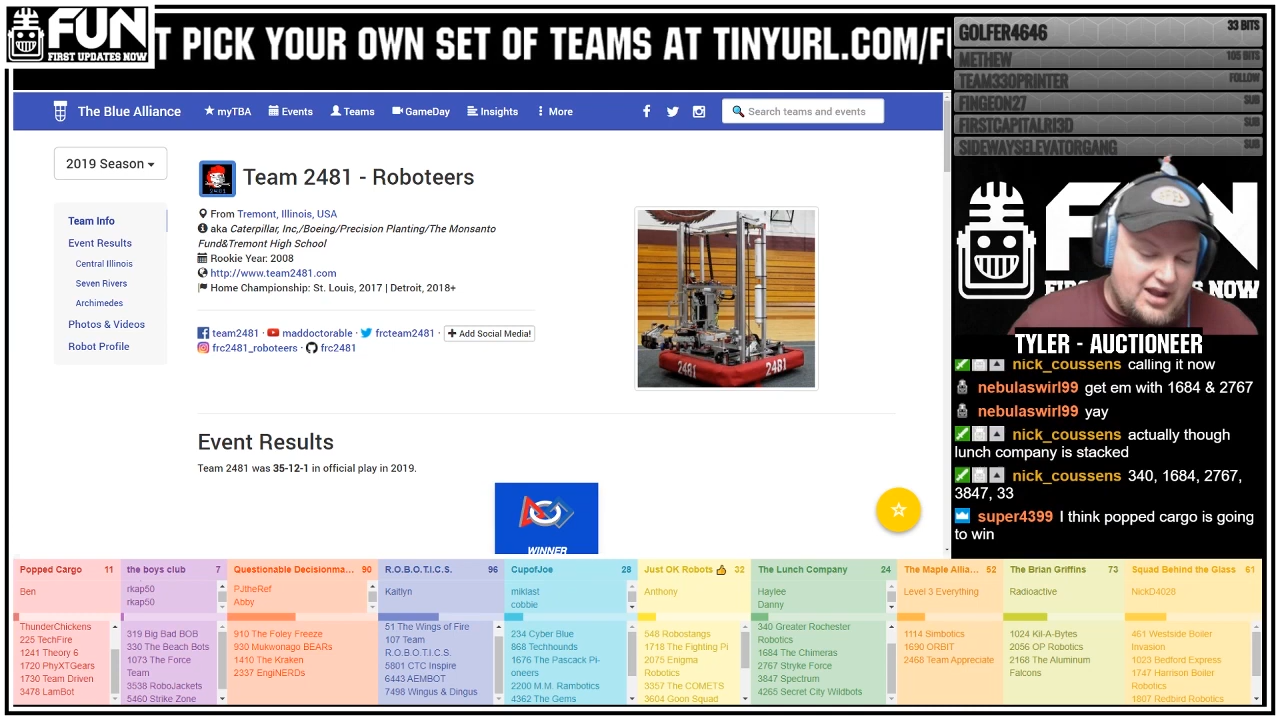 FUN
FIRST UPDATES NOW
T PICK YOUR OWN SET OF TEAMS AT TINYURL.COM/FU
GOLFER4646 33 BITS
METHEW 105 BITS
TEAM330PRINTER FOLLOW
FINGEON27 SUB
FIRSTCAPITALRI3D SUB
SIDEWAYSELEVATORGANG SUB
The Blue Alliance
myTBA
Events
Teams
GameDay
Insights
More
Search teams and events
2019 Season
Team Info
Event Results
Central Illinois
Seven Rivers
Archimedes
Photos & Videos
Robot Profile
Team 2481 - Roboteers
From Tremont, Illinois, USA
aka Caterpillar, Inc,/Boeing/Precision Planting/The Monsanto
Fund&Tremont High School
Rookie Year: 2008
http://www.team2481.com
Home Championship: St. Louis, 2017 | Detroit, 2018+
team2481 · maddoctorable · frcteam2481 · Add Social Media!
frc2481_roboteers · frc2481
2481
2481
Event Results
Team 2481 was 35-12-1 in official play in 2019.
WINNER
TYLER - AUCTIONEER
nick_coussens calling it now
nebulaswirl99 get em with 1684 & 2767
nebulaswirl99 yay
nick_coussens actually though
lunch company is stacked
nick_coussens 340, 1684, 2767,
3847, 33
super4399 I think popped cargo is going
to win
Popped Cargo 11
Ben
ThunderChickens
225 TechFire
1241 Theory 6
1720 PhyXTGears
1730 Team Driven
3478 LamBot
the boys club 7
rkap50
rkap50
319 Big Bad BOB
330 The Beach Bots
1073 The Force
Team
3538 RoboJackets
5460 Strike Zone
Questionable Decisionma... 90
PJtheRef
Abby
910 The Foley Freeze
930 Mukwonago BEARs
1410 The Kraken
2337 EngiNERDs
R.O.B.O.T.I.C.S. 96
Kaitlyn
51 The Wings of Fire
107 Team
R.O.B.O.T.I.C.S.
5801 CTC Inspire
6443 AEMBOT
7498 Wingus & Dingus
CupofJoe 28
miklast
cobbie
234 Cyber Blue
868 Techhounds
1676 The Pascack Pi-
oneers
2200 M.M. Rambotics
4362 The Gems
Just OK Robots 👍 32
Anthony
548 Robostangs
1718 The Fighting Pi
2075 Enigma
Robotics
3357 The COMETS
3604 Goon Squad
The Lunch Company 24
Haylee
Danny
340 Greater Rochester
Robotics
1684 The Chimeras
2767 Stryke Force
3847 Spectrum
4265 Secret City Wildbots
The Maple Allia... 52
Level 3 Everything
1114 Simbotics
1690 ORBIT
2468 Team Appreciate
The Brian Griffins 73
Radioactive
1024 Kil-A-Bytes
2056 OP Robotics
2168 The Aluminum
Falcons
Squad Behind the Glass 61
NickD4028
461 Westside Boiler
Invasion
1023 Bedford Express
1747 Harrison Boiler
Robotics
1807 Redbird Robotics